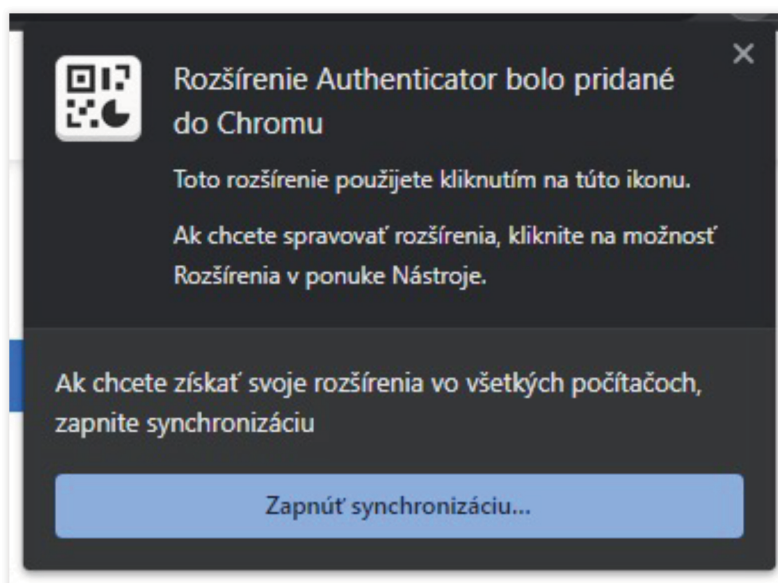 Rozšírenie Authenticator bolo pridané
do Chromu
Toto rozšírenie použijete kliknutím na túto ikonu.
Ak chcete spravovať rozšírenia, kliknite na možnosť
Rozšírenia v ponuke Nástroje.
Ak chcete získať svoje rozšírenia vo všetkých počítačoch,
zapnite synchronizáciu
Zapnúť synchronizáciu...